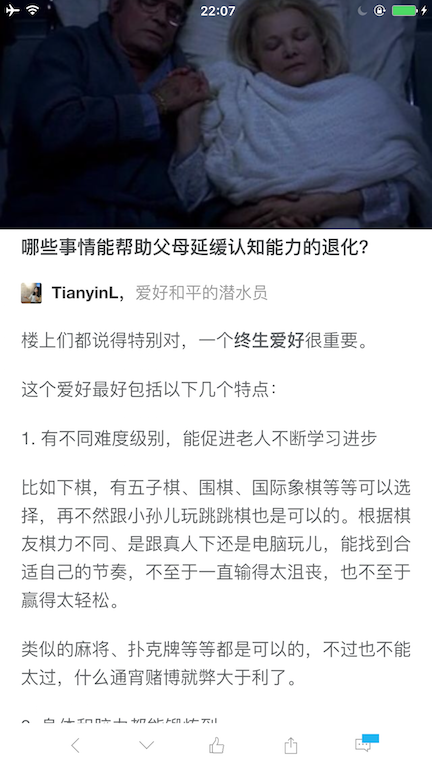 22:07
哪些事情能帮助父母延缓认知能力的退化?
TianyinL，爱好和平的潜水员
楼上们都说得特别对，一个终生爱好很重要。
这个爱好最好包括以下几个特点：
1. 有不同难度级别，能促进老人不断学习进步
比如下棋，有五子棋、围棋、国际象棋等等可以选
择，再不然跟小孙儿玩跳跳棋也是可以的。根据棋
友棋力不同、是跟真人下还是电脑玩儿，能找到合
适自己的节奏，不至于一直输得太沮丧，也不至于
赢得太轻松。
类似的麻将、扑克牌等等都是可以的，不过也不能
太过，什么通宵赌博就弊大于利了。